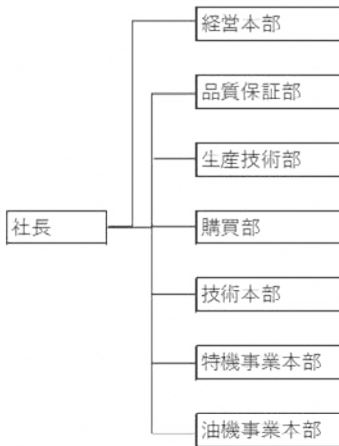 経営本部
品質保証部
生産技術部
社長
購買部
技術本部
特機事業本部
油機事業本部